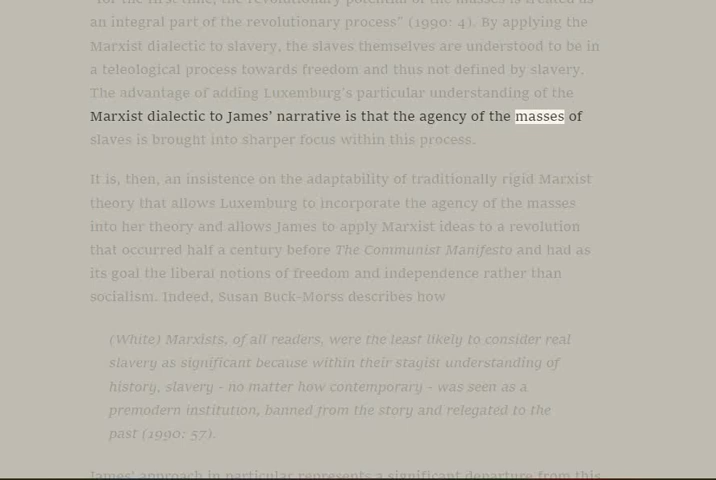 "for the first time, the revolutionary potential of the masses is treated as
an integral part of the revolutionary process" (1990: 4). By applying the
Marxist dialectic to slavery, the slaves themselves are understood to be in
a teleological process towards freedom and thus not defined by slavery.
The advantage of adding Luxemburg's particular understanding of the
Marxist dialectic to James' narrative is that the agency of the masses of
slaves is brought into sharper focus within this process.
It is, then, an insistence on the adaptability of traditionally rigid Marxist
theory that allows Luxemburg to incorporate the agency of the masses
into her theory and allows James to apply Marxist ideas to a revolution
that occurred half a century before The Communist Manifesto and had as
its goal the liberal notions of freedom and independence rather than
socialism. Indeed, Susan Buck-Morss describes how
(White) Marxists, of all readers, were the least likely to consider real
slavery as significant because within their stagist understanding of
history, slavery - no matter how contemporary - was seen as a
premodern institution, banned from the story and relegated to the
past (1990: 57).
James' approach in particular represents a significant departure from this